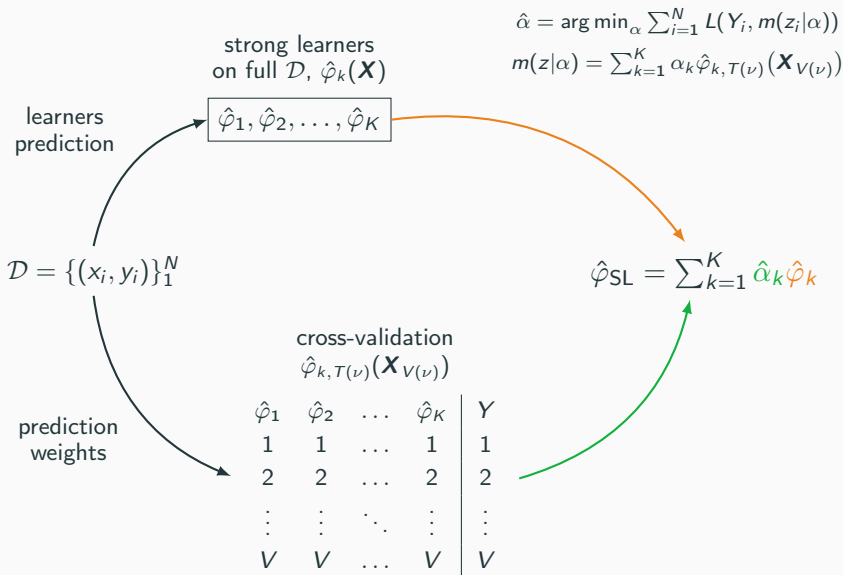 α̂ = arg min_α ∑_{i=1}^{N} L(Y_i, m(z_i|α))
m(z|α) = ∑_{k=1}^{K} α_k φ̂_{k,T(ν)}(X_{V(ν)})
strong learners
on full 𝒟, φ̂_k(X)
φ̂_1, φ̂_2, . . . , φ̂_K
learners
prediction
𝒟 = {(x_i, y_i)}_1^N
φ̂_SL = ∑_{k=1}^{K} α̂_k φ̂_k
cross-validation
φ̂_{k,T(ν)}(X_{V(ν)})
prediction
weights
φ̂_1 φ̂_2 . . . φ̂_K Y
1 1 . . . 1 1
2 2 . . . 2 2
⋮ ⋮ ⋱ ⋮ ⋮
V V . . . V V